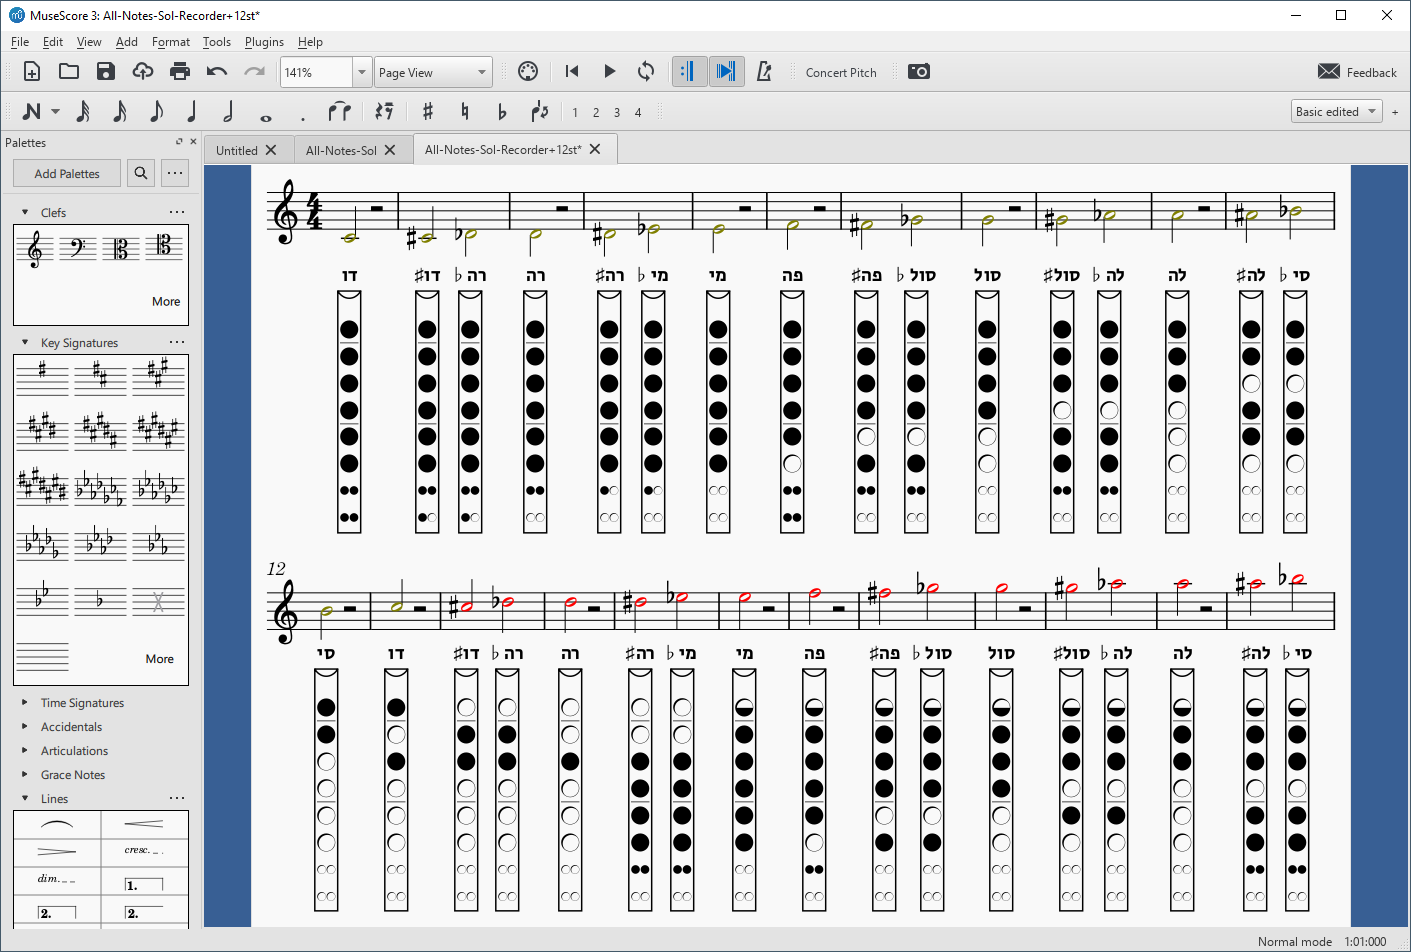 MuseScore 3: All-Notes-Sol-Recorder+12st*
File Edit View Add Format Tools Plugins Help
141% Page View Concert Pitch Feedback
1 2 3 4 Basic edited +
Palettes
Untitled All-Notes-Sol All-Notes-Sol-Recorder+12st*
Add Palettes ...
Clefs ...
More
Key Signatures ...
More
Time Signatures
Accidentals
Articulations
Grace Notes
Lines ...
cresc. _ .
dim. _ _ 1.
2. 2.
4
4
דו דו♯ רה♭ רה רה♯ מי♭ מי פה פה♯ סול♭ סול סול♯ לה♭ לה לה♯ סי♭
12
סי דו דו♯ רה♭ רה רה♯ מי♭ מי פה פה♯ סול♭ סול סול♯ לה♭ לה לה♯ סי♭
Normal mode 1:01:000